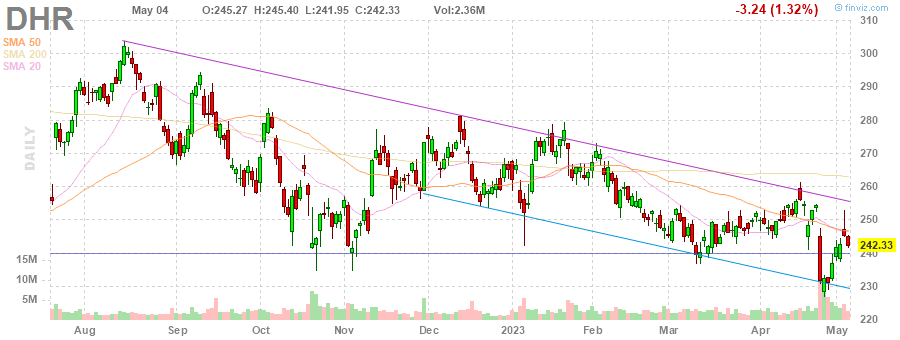 DHR
May 04 O:245.27 H:245.40 L:241.95 C:242.33 Vol:2.36M -3.24 (1.32%)
© finviz.com
SMA 50
SMA 200
SMA 20
DAILY
310
300
290
280
270
260
250
242.33
240
230
220
15M
10M
5M
Aug Sep Oct Nov Dec 2023 Feb Mar Apr May